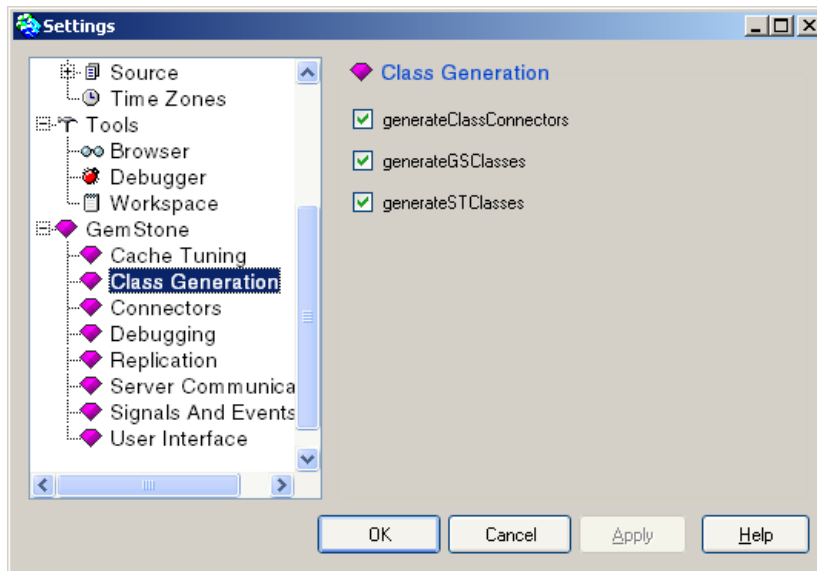 Settings
Source
Time Zones
Tools
Browser
Debugger
Workspace
GemStone
Cache Tuning
Class Generation
Connectors
Debugging
Replication
Server Communica
Signals And Events
User Interface
Class Generation
generateClassConnectors
generateGSClasses
generateSTClasses
OK Cancel Apply Help